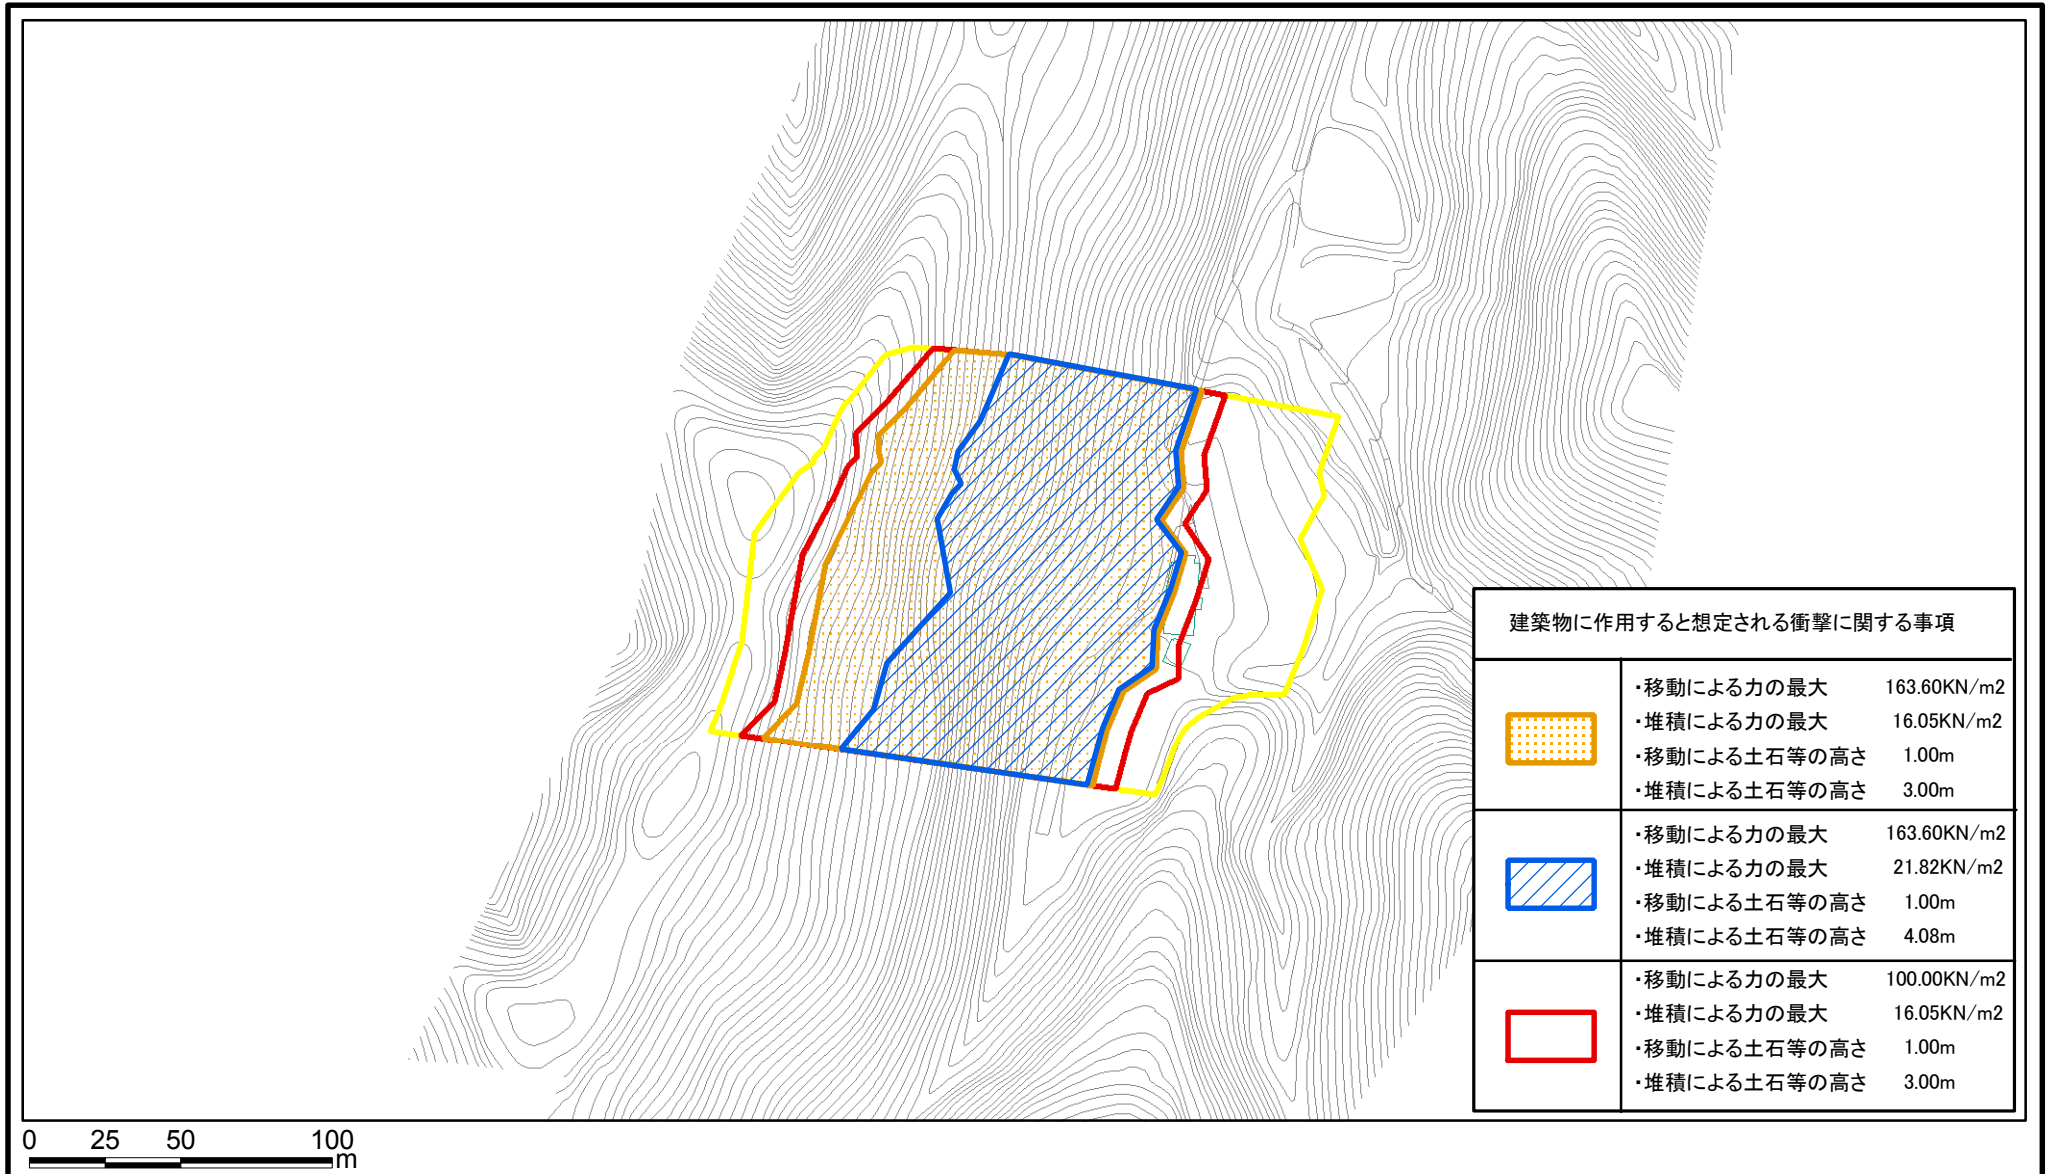 建築物に作用すると想定される衝撃に関する事項
・移動による力の最大 163.60KN/m2
・堆積による力の最大 16.05KN/m2
・移動による土石等の高さ 1.00m
・堆積による土石等の高さ 3.00m
・移動による力の最大 163.60KN/m2
・堆積による力の最大 21.82KN/m2
・移動による土石等の高さ 1.00m
・堆積による土石等の高さ 4.08m
・移動による力の最大 100.00KN/m2
・堆積による力の最大 16.05KN/m2
・移動による土石等の高さ 1.00m
・堆積による土石等の高さ 3.00m
0 25 50 100
m